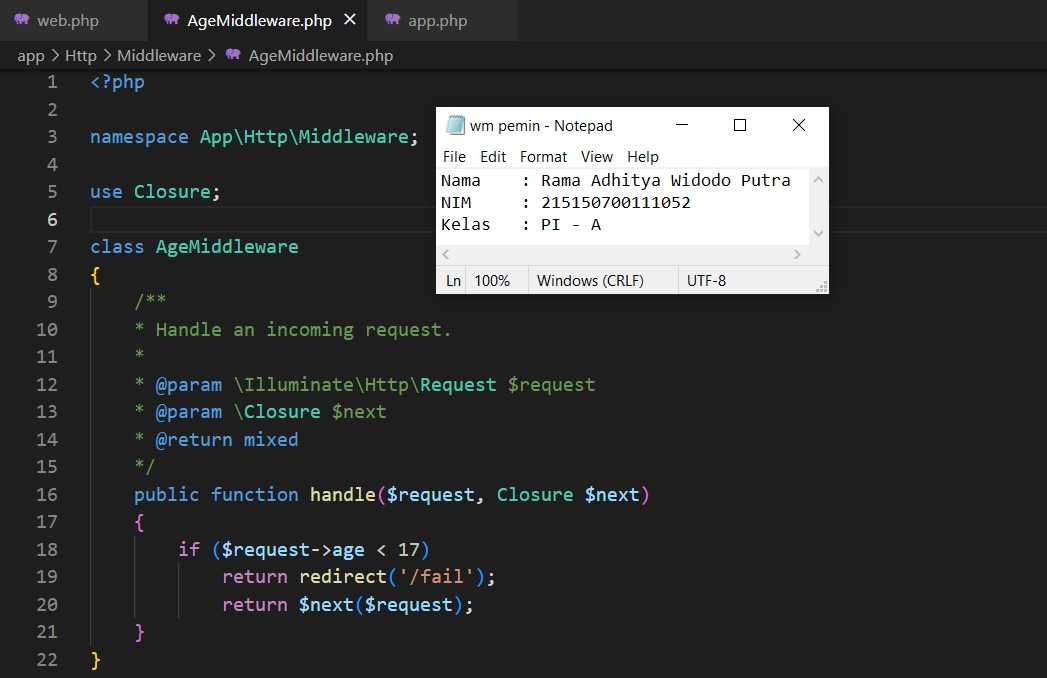 web.php AgeMiddleware.php app.php
app > Http > Middleware > AgeMiddleware.php
1 <?php
2
3 namespace App\Http\Middleware;
4
5 use Closure;
6
7 class AgeMiddleware
8 {
9 /**
10 * Handle an incoming request.
11 *
12 * @param \Illuminate\Http\Request $request
13 * @param \Closure $next
14 * @return mixed
15 */
16 public function handle($request, Closure $next)
17 {
18 if ($request->age < 17)
19 return redirect('/fail');
20 return $next($request);
21 }
22 }
wm pemin - Notepad
File Edit Format View Help
Nama : Rama Adhitya Widodo Putra
NIM : 215150700111052
Kelas : PI - A
Ln 100% Windows (CRLF) UTF-8